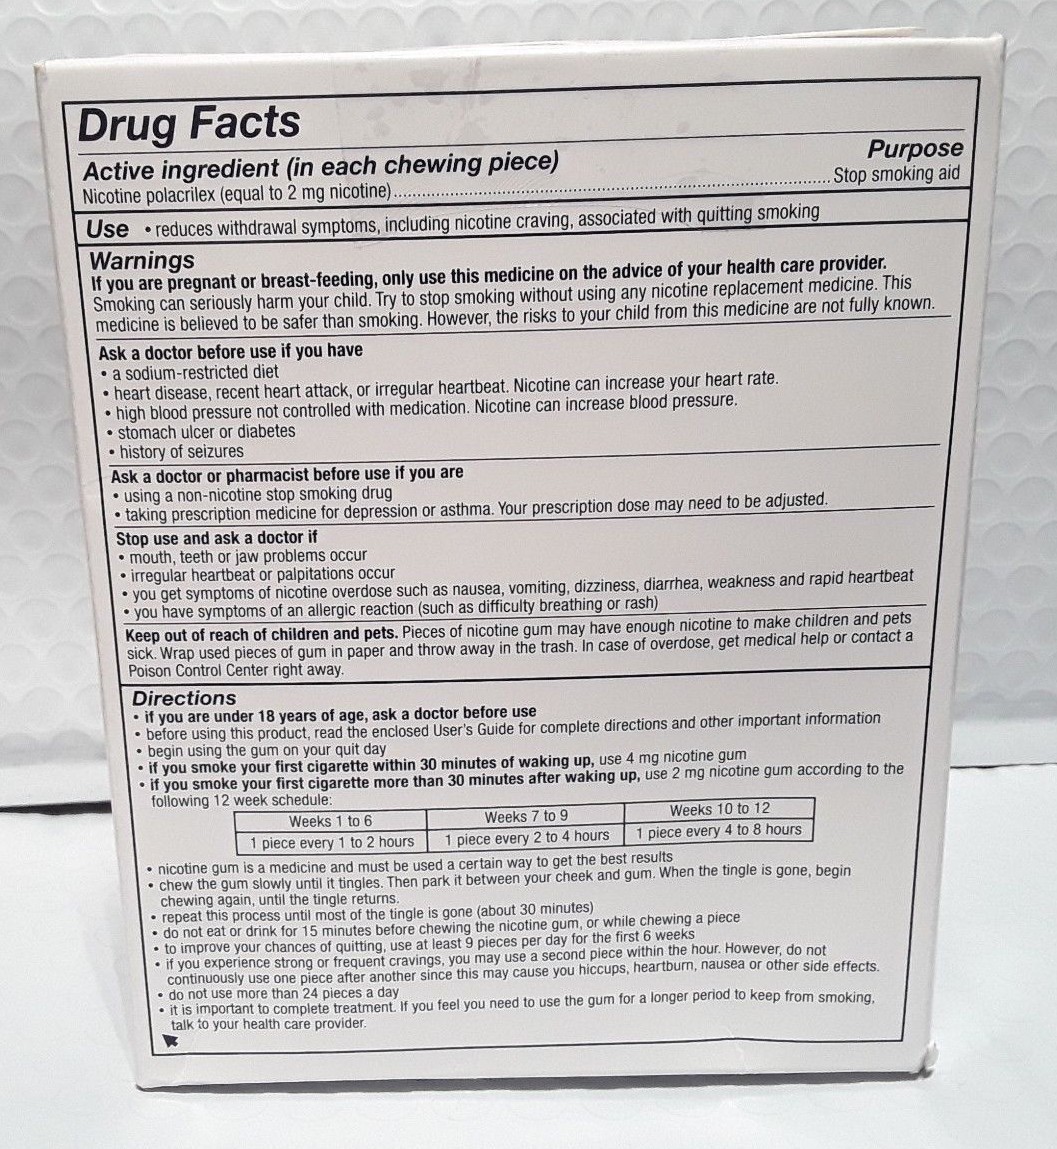 Drug Facts
Active ingredient (in each chewing piece) Purpose
Nicotine polacrilex (equal to 2 mg nicotine)........................................................................................ Stop smoking aid
Use • reduces withdrawal symptoms, including nicotine craving, associated with quitting smoking
Warnings
If you are pregnant or breast-feeding, only use this medicine on the advice of your health care provider.
Smoking can seriously harm your child. Try to stop smoking without using any nicotine replacement medicine. This
medicine is believed to be safer than smoking. However, the risks to your child from this medicine are not fully known.
Ask a doctor before use if you have
• a sodium-restricted diet
• heart disease, recent heart attack, or irregular heartbeat. Nicotine can increase your heart rate.
• high blood pressure not controlled with medication. Nicotine can increase blood pressure.
• stomach ulcer or diabetes
• history of seizures
Ask a doctor or pharmacist before use if you are
• using a non-nicotine stop smoking drug
• taking prescription medicine for depression or asthma. Your prescription dose may need to be adjusted.
Stop use and ask a doctor if
• mouth, teeth or jaw problems occur
• irregular heartbeat or palpitations occur
• you get symptoms of nicotine overdose such as nausea, vomiting, dizziness, diarrhea, weakness and rapid heartbeat
• you have symptoms of an allergic reaction (such as difficulty breathing or rash)
Keep out of reach of children and pets. Pieces of nicotine gum may have enough nicotine to make children and pets
sick. Wrap used pieces of gum in paper and throw away in the trash. In case of overdose, get medical help or contact a
Poison Control Center right away.
Directions
• if you are under 18 years of age, ask a doctor before use
• before using this product, read the enclosed User's Guide for complete directions and other important information
• begin using the gum on your quit day
• if you smoke your first cigarette within 30 minutes of waking up, use 4 mg nicotine gum
• if you smoke your first cigarette more than 30 minutes after waking up, use 2 mg nicotine gum according to the
following 12 week schedule:
Weeks 1 to 6 Weeks 7 to 9 Weeks 10 to 12
1 piece every 1 to 2 hours 1 piece every 2 to 4 hours 1 piece every 4 to 8 hours
• nicotine gum is a medicine and must be used a certain way to get the best results
• chew the gum slowly until it tingles. Then park it between your cheek and gum. When the tingle is gone, begin
chewing again, until the tingle returns.
• repeat this process until most of the tingle is gone (about 30 minutes)
• do not eat or drink for 15 minutes before chewing the nicotine gum, or while chewing a piece
• to improve your chances of quitting, use at least 9 pieces per day for the first 6 weeks
• if you experience strong or frequent cravings, you may use a second piece within the hour. However, do not
continuously use one piece after another since this may cause you hiccups, heartburn, nausea or other side effects.
• do not use more than 24 pieces a day
• it is important to complete treatment. If you feel you need to use the gum for a longer period to keep from smoking,
talk to your health care provider.